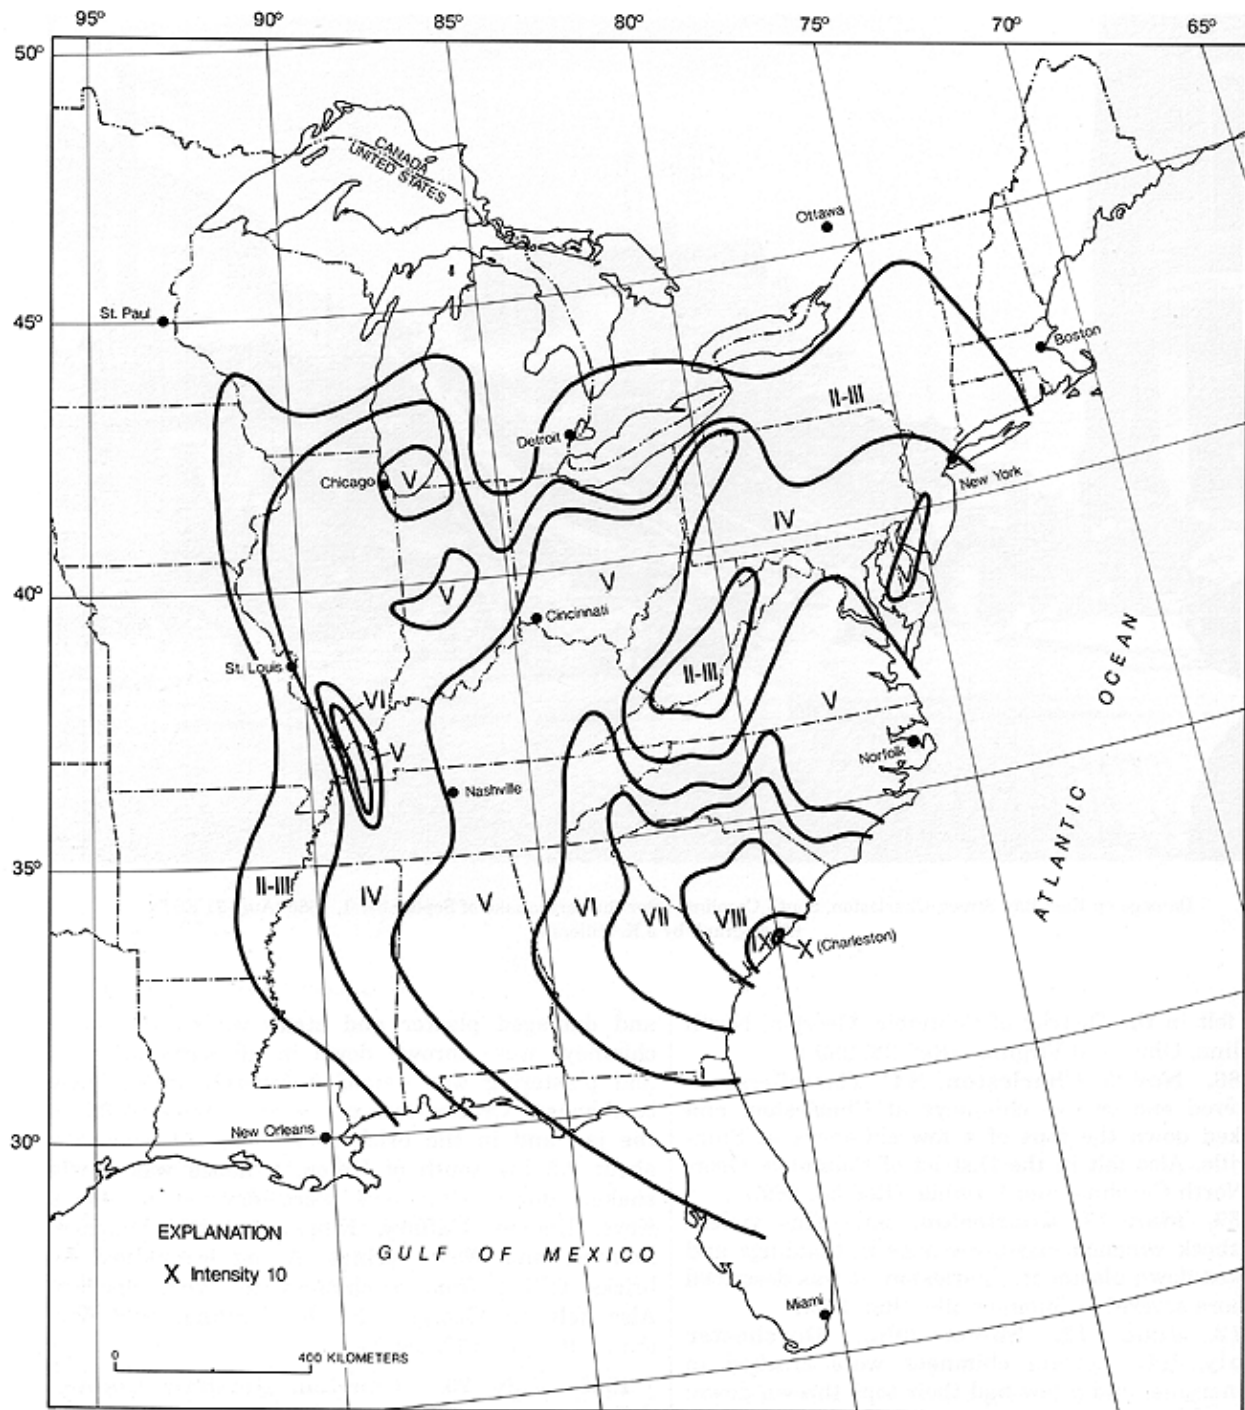 95° 90° 85° 80° 75° 70° 65°
50°
CANADA
UNITED STATES
Ottawa
45°
St. Paul
Boston
II-III
Detroit
Chicago
V
New York
IV
V
V
V
40°
Cincinnati
St. Louis
II-III
VI
V
V
Norfolk
Nashville
ATLANTIC OCEAN
35°
II-III
IV
V
VI
VII
VIII
IX
X (Charleston)
30°
New Orleans
EXPLANATION
X Intensity 10
GULF OF MEXICO
Miami
0 400 KILOMETERS